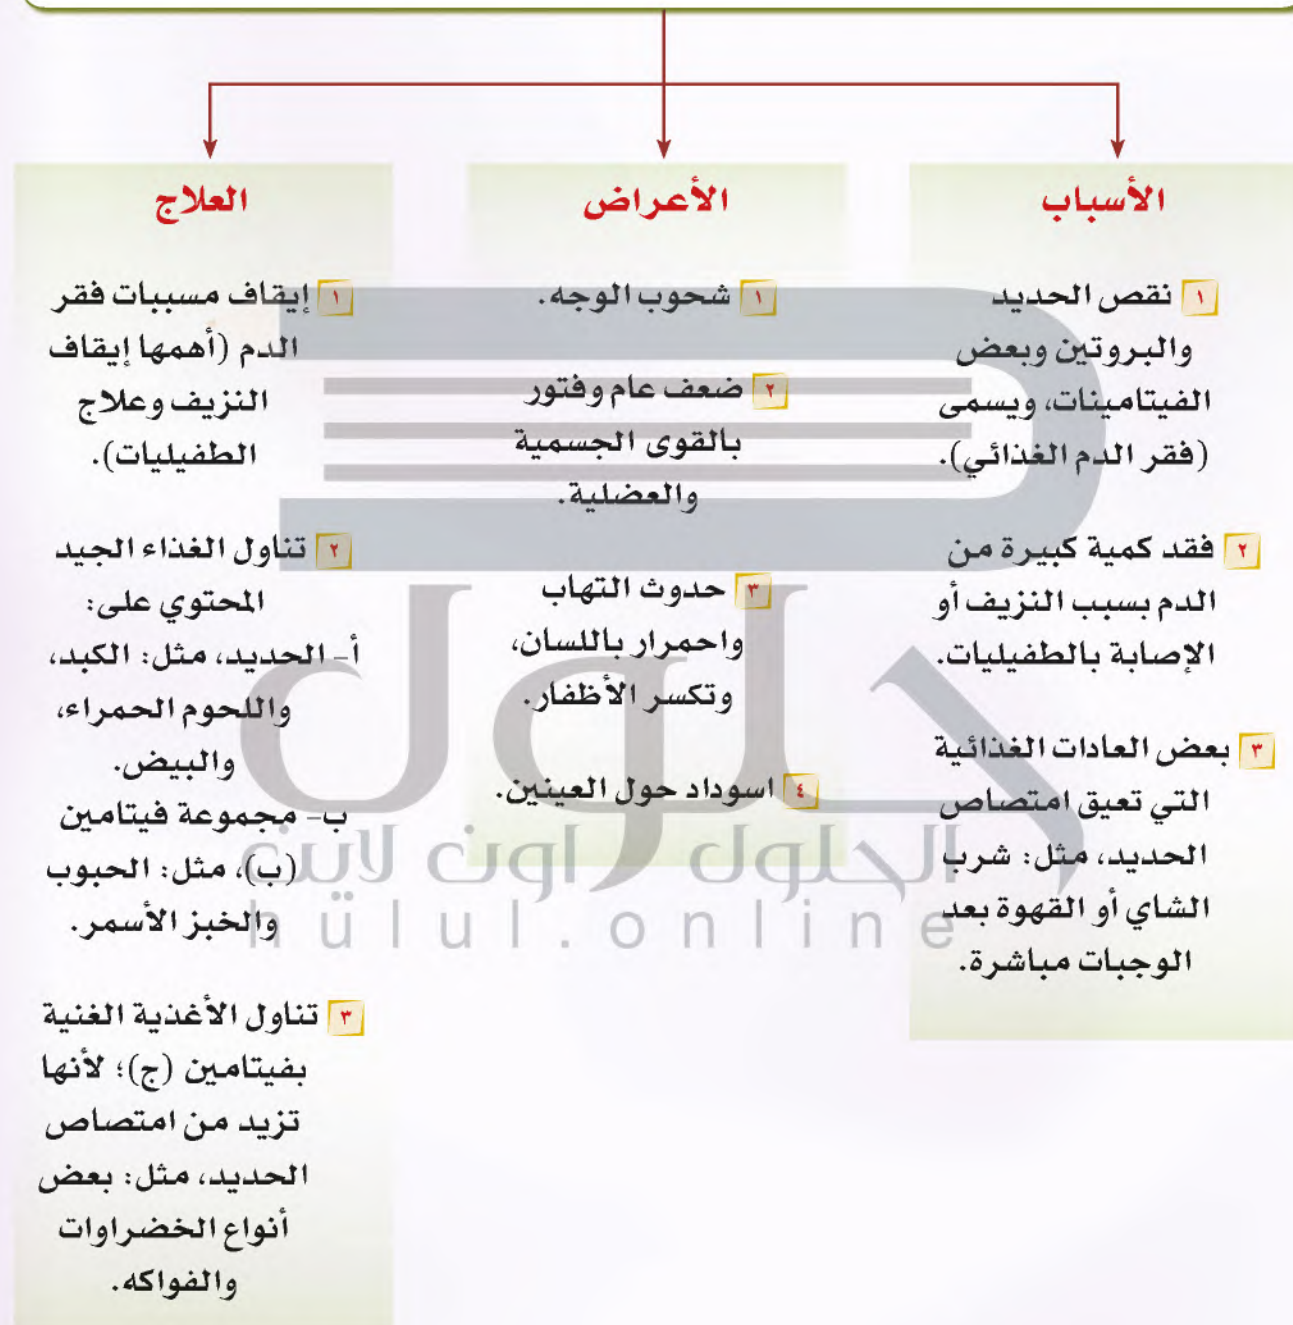 الأسباب
١ نقص الحديد
والبروتين وبعض
الفيتامينات، ويسمى
(فقر الدم الغذائي).
٢ فقد كمية كبيرة من
الدم بسبب النزيف أو
الإصابة بالطفيليات.
٣ بعض العادات الغذائية
التي تعيق امتصاص
الحديد، مثل: شرب
الشاي أو القهوة بعد
الوجبات مباشرة.
الأعراض
١ شحوب الوجه.
٢ ضعف عام وفتور
بالقوى الجسمية
والعضلية.
٣ حدوث التهاب
واحمرار باللسان،
وتكسر الأظفار.
٤ اسوداد حول العينين.
العلاج
١ إيقاف مسببات فقر
الدم (أهمها إيقاف
النزيف وعلاج
الطفيليات).
٢ تناول الغذاء الجيد
المحتوي على:
أ- الحديد، مثل: الكبد،
واللحوم الحمراء،
والبيض.
ب- مجموعة فيتامين
(ب)، مثل: الحبوب
والخبز الأسمر.
٣ تناول الأغذية الغنية
بفيتامين (ج)؛ لأنها
تزيد من امتصاص
الحديد، مثل: بعض
أنواع الخضراوات
والفواكه.
حلول
الحلول اون لاين
hülul.online